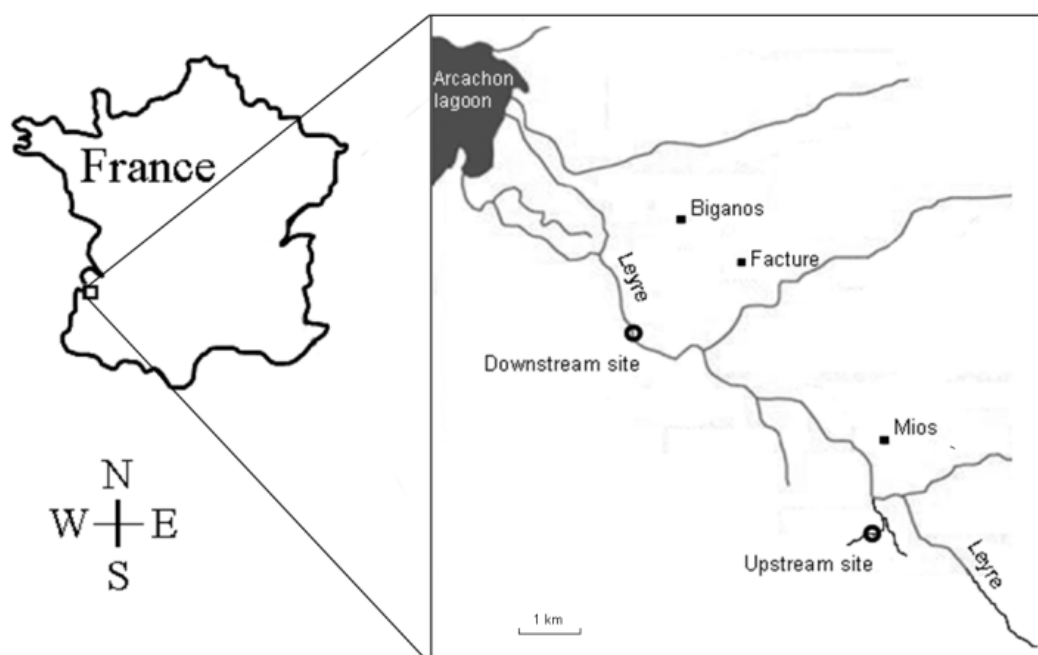 France
N
W
E
S
Arcachon
lagoon
Biganos
Facture
Leyre
Downstream site
Mios
Upstream site
Leyre
1 km